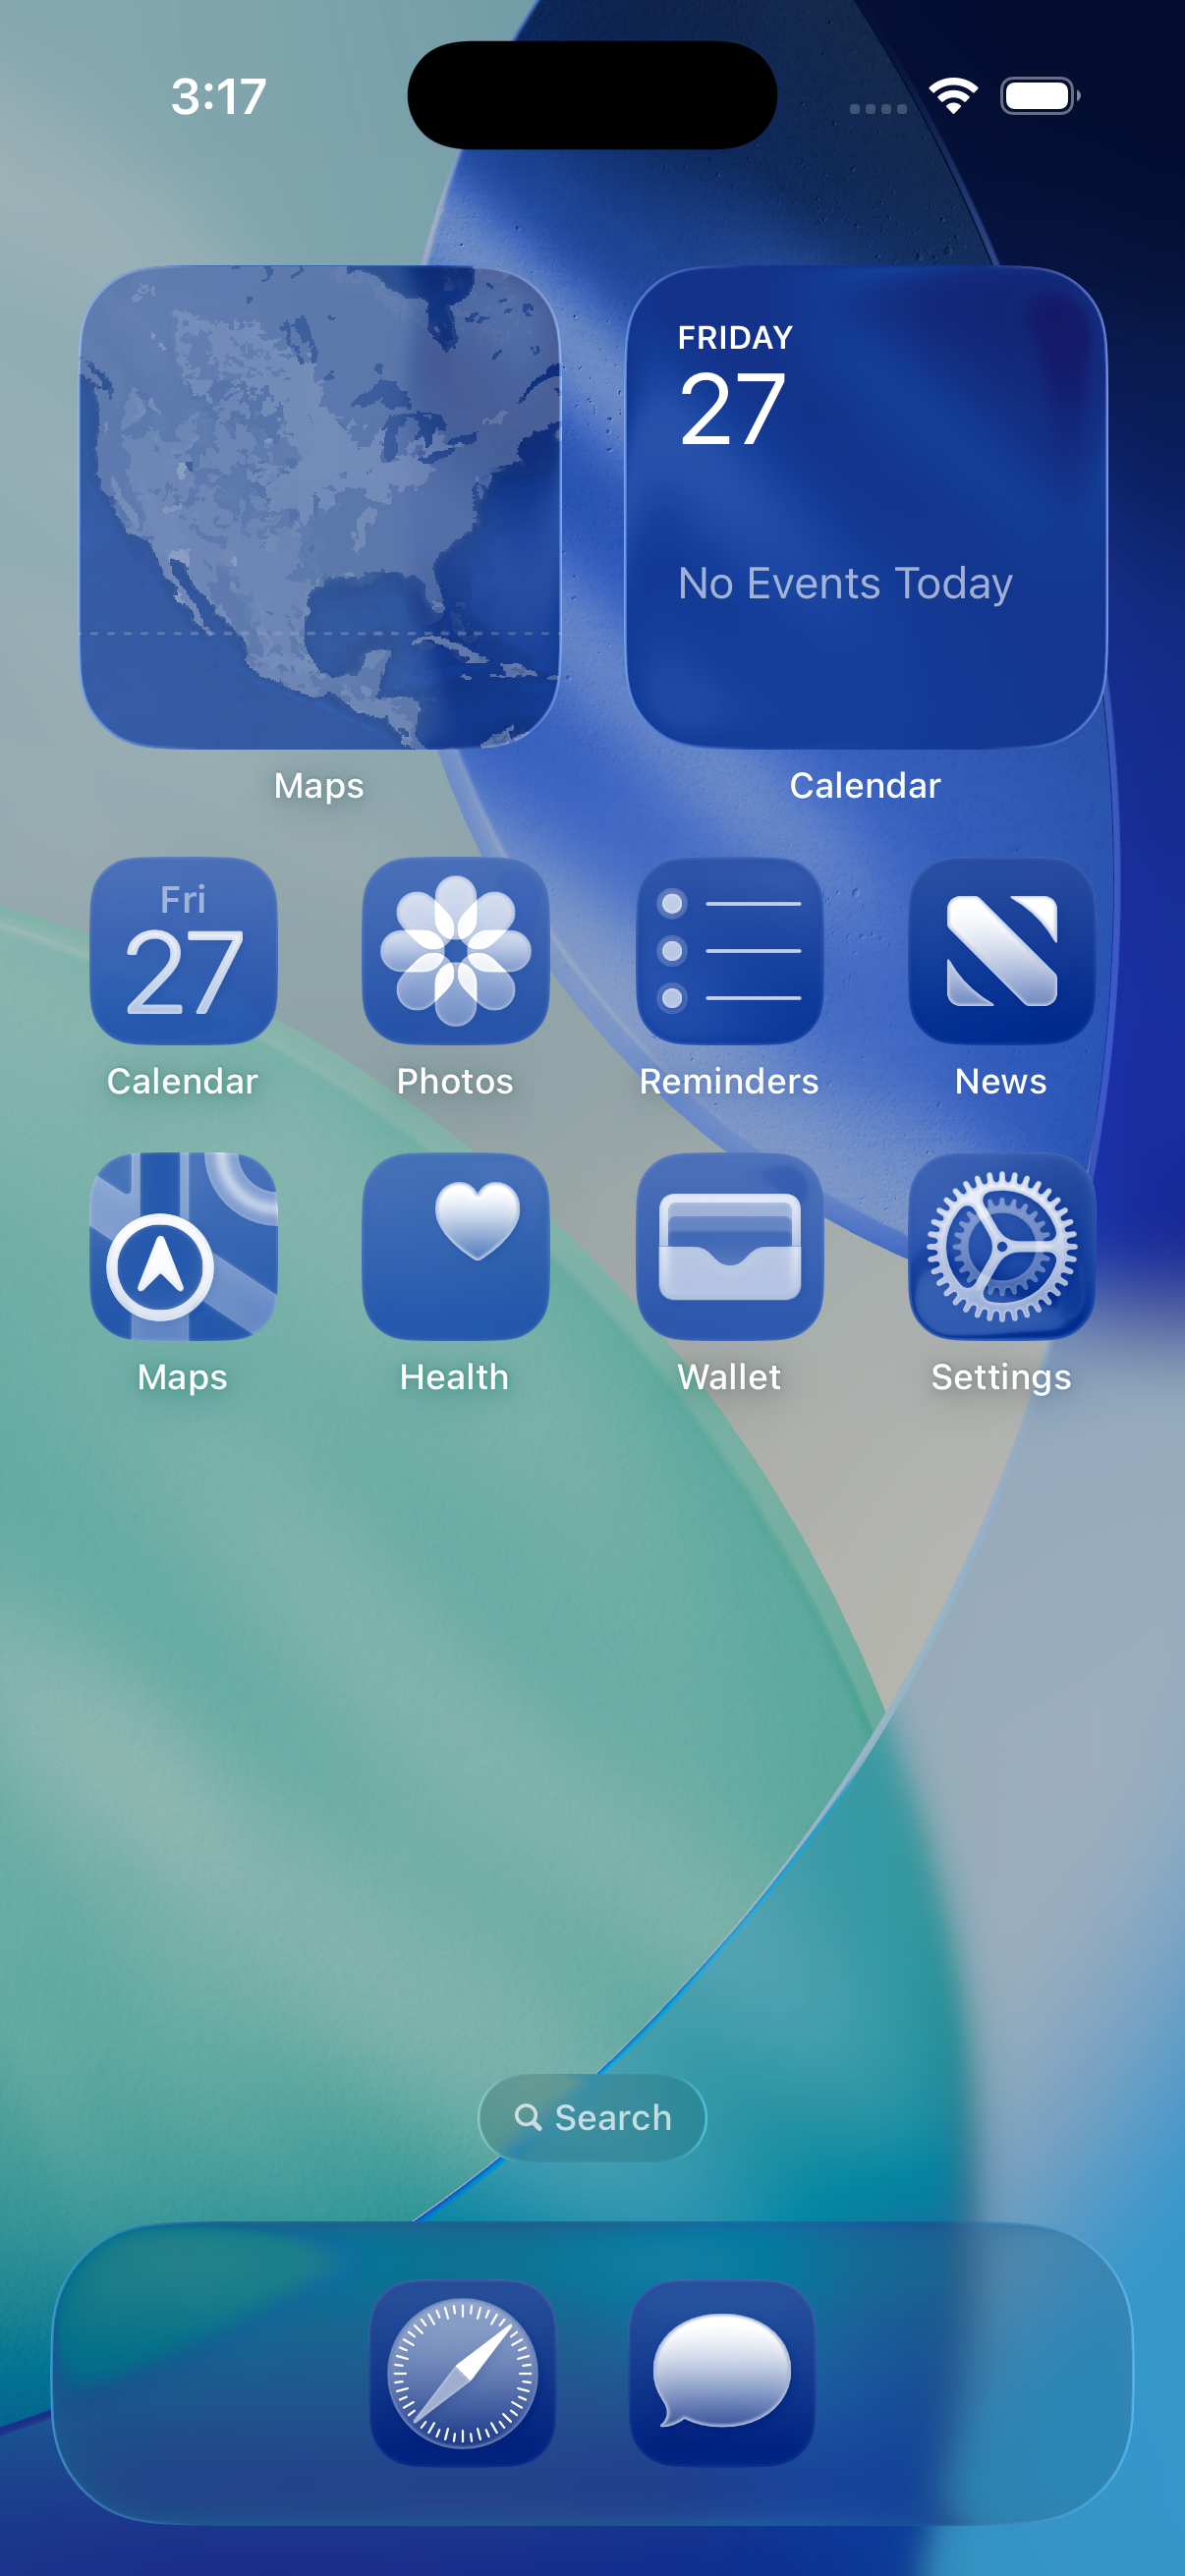 3:17
FRIDAY
27
No Events Today
Maps
Calendar
Fri
27
Calendar
Photos
Reminders
News
Maps
Health
Wallet
Settings
Search